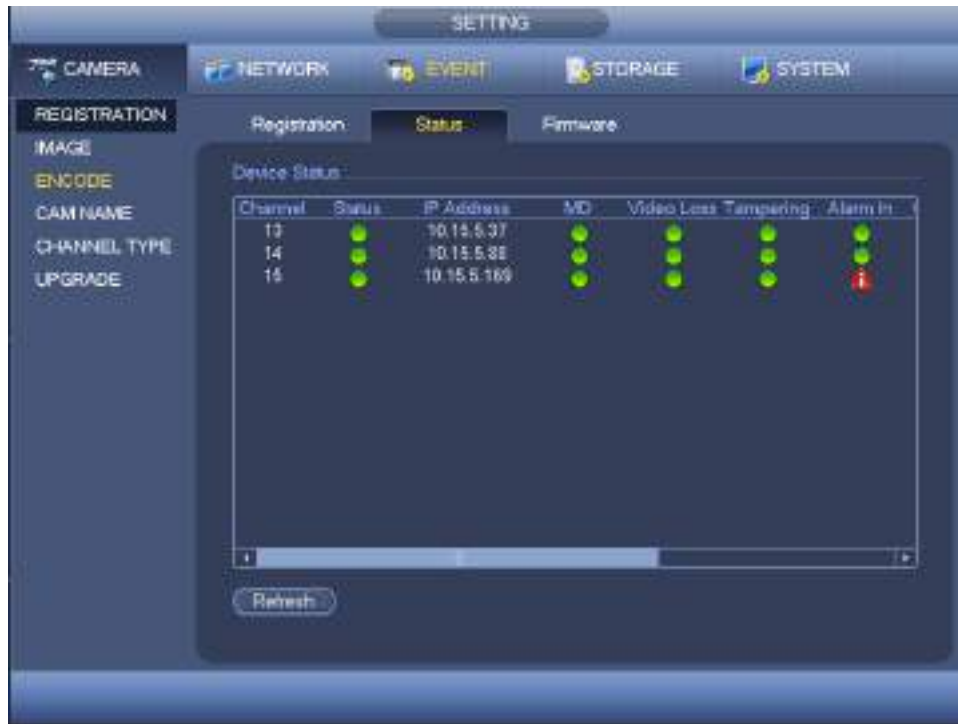 SETTING
CAMERA NETWORK EVENT STORAGE SYSTEM
REGISTRATION
IMAGE
ENCODE
CAM NAME
CHANNEL TYPE
UPGRADE
Registration Status Firmware
Device Status
Channel Status IP Address MD Video Loss Tampering Alarm In
13 10.15.5.37
14 10.15.5.
15 10.15.5.169
Refresh